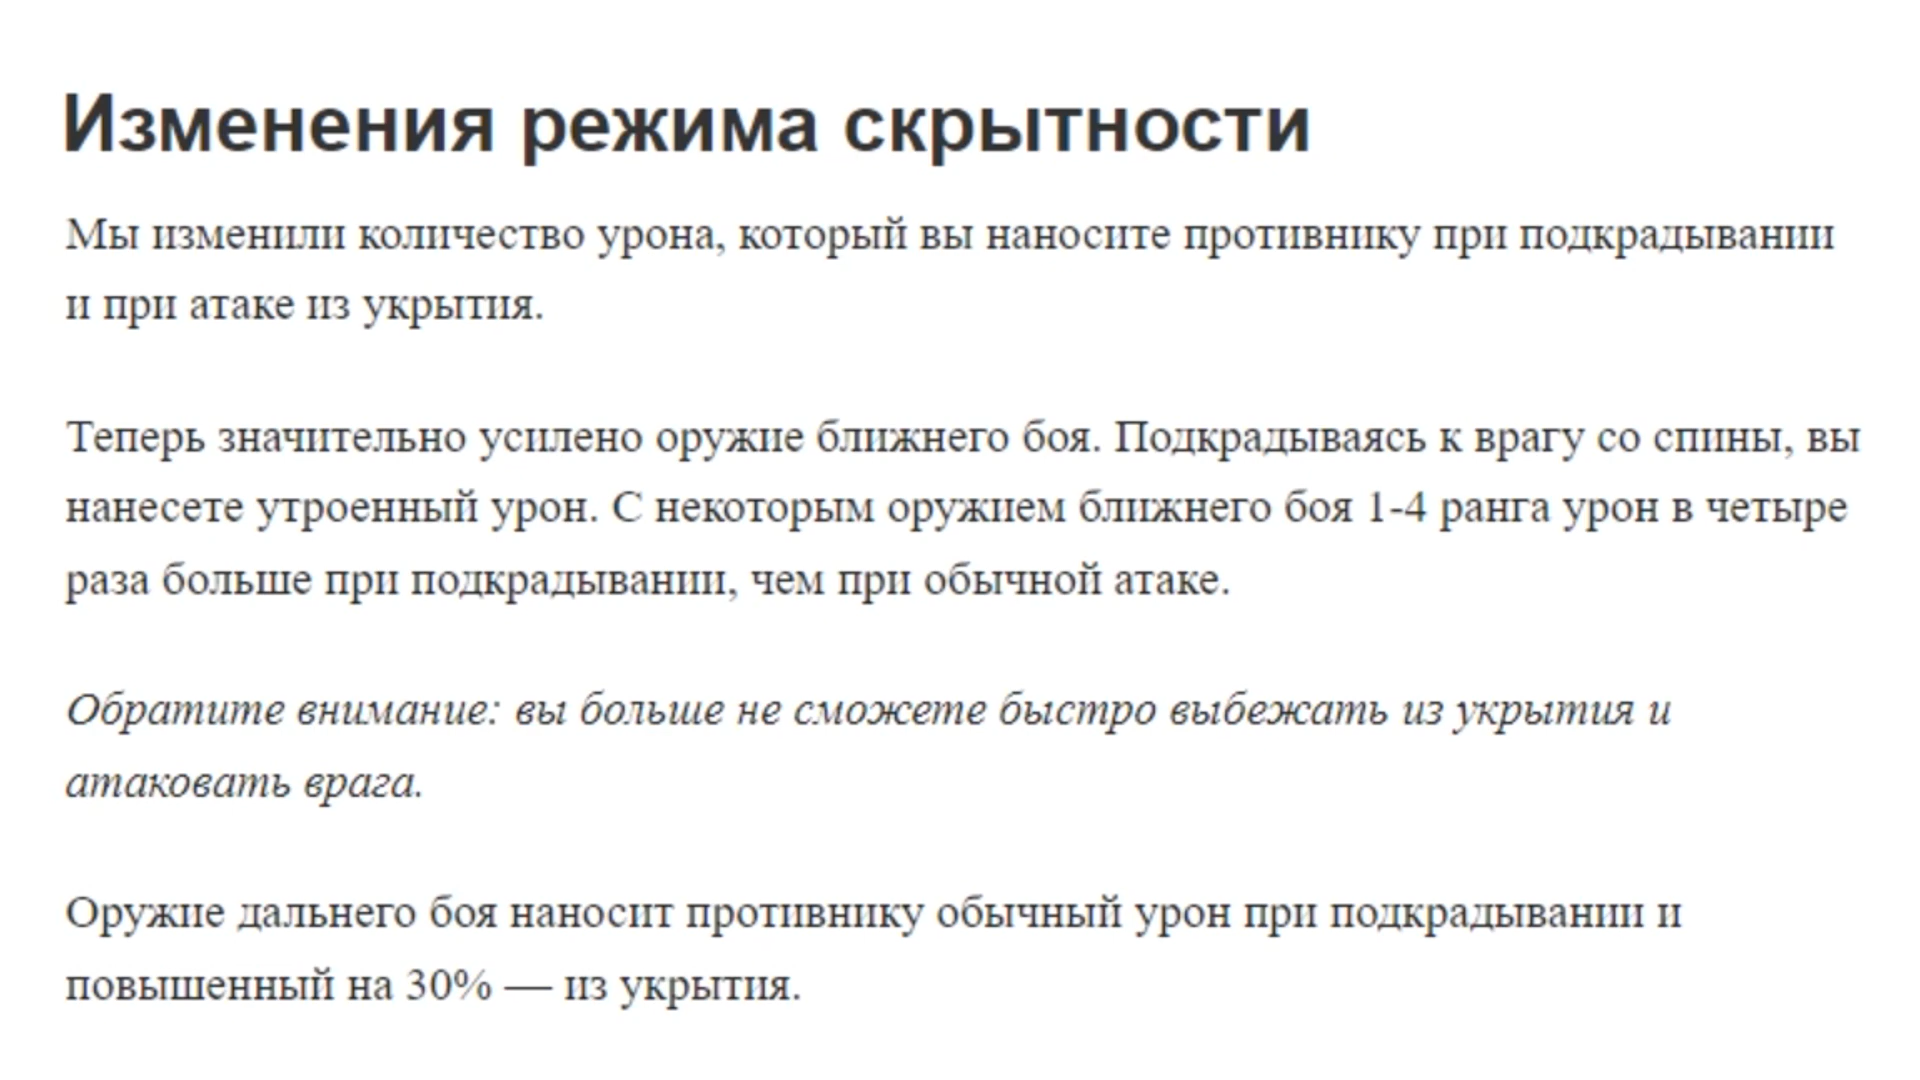 Изменения режима скрытности
Мы изменили количество урона, который вы наносите противнику при подкрадывании
и при атаке из укрытия.
Теперь значительно усилено оружие ближнего боя. Подкрадываясь к врагу со спины, вы
нанесете утроенный урон. С некоторым оружием ближнего боя 1-4 ранга урон в четыре
раза больше при подкрадывании, чем при обычной атаке.
Обратите внимание: вы больше не сможете быстро выбежать из укрытия и
атаковать врага.
Оружие дальнего боя наносит противнику обычный урон при подкрадывании и
повышенный на 30% — из укрытия.